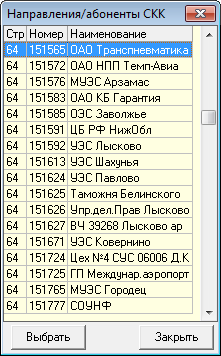 Направления/абоненты СКК
Стр Номер Наименование
64 151565 ОАО Транспневматика
64 151572 ОАО НПП Темп-Авиа
64 151576 МУЭС Арзамас
64 151583 ОАО КБ Гарантия
64 151585 ОЭС Заволжье
64 151591 ЦБ РФ НижОбл
64 151592 УЭС Лысково
64 151613 УЭС Шахунья
64 151624 УЭС Павлово
64 151625 Таможня Белинского
64 151626 Упр.дел.Прав Лысково
64 151627 ВЧ 39268 Лысково ар
64 151671 УЭС Ковернино
64 151724 Цех №4 СУС 06006 Д.К
64 151725 ГП Междунар.аэропорт
64 151765 МУЭС Городец
64 151777 СОУНФ
Выбрать Закрыть